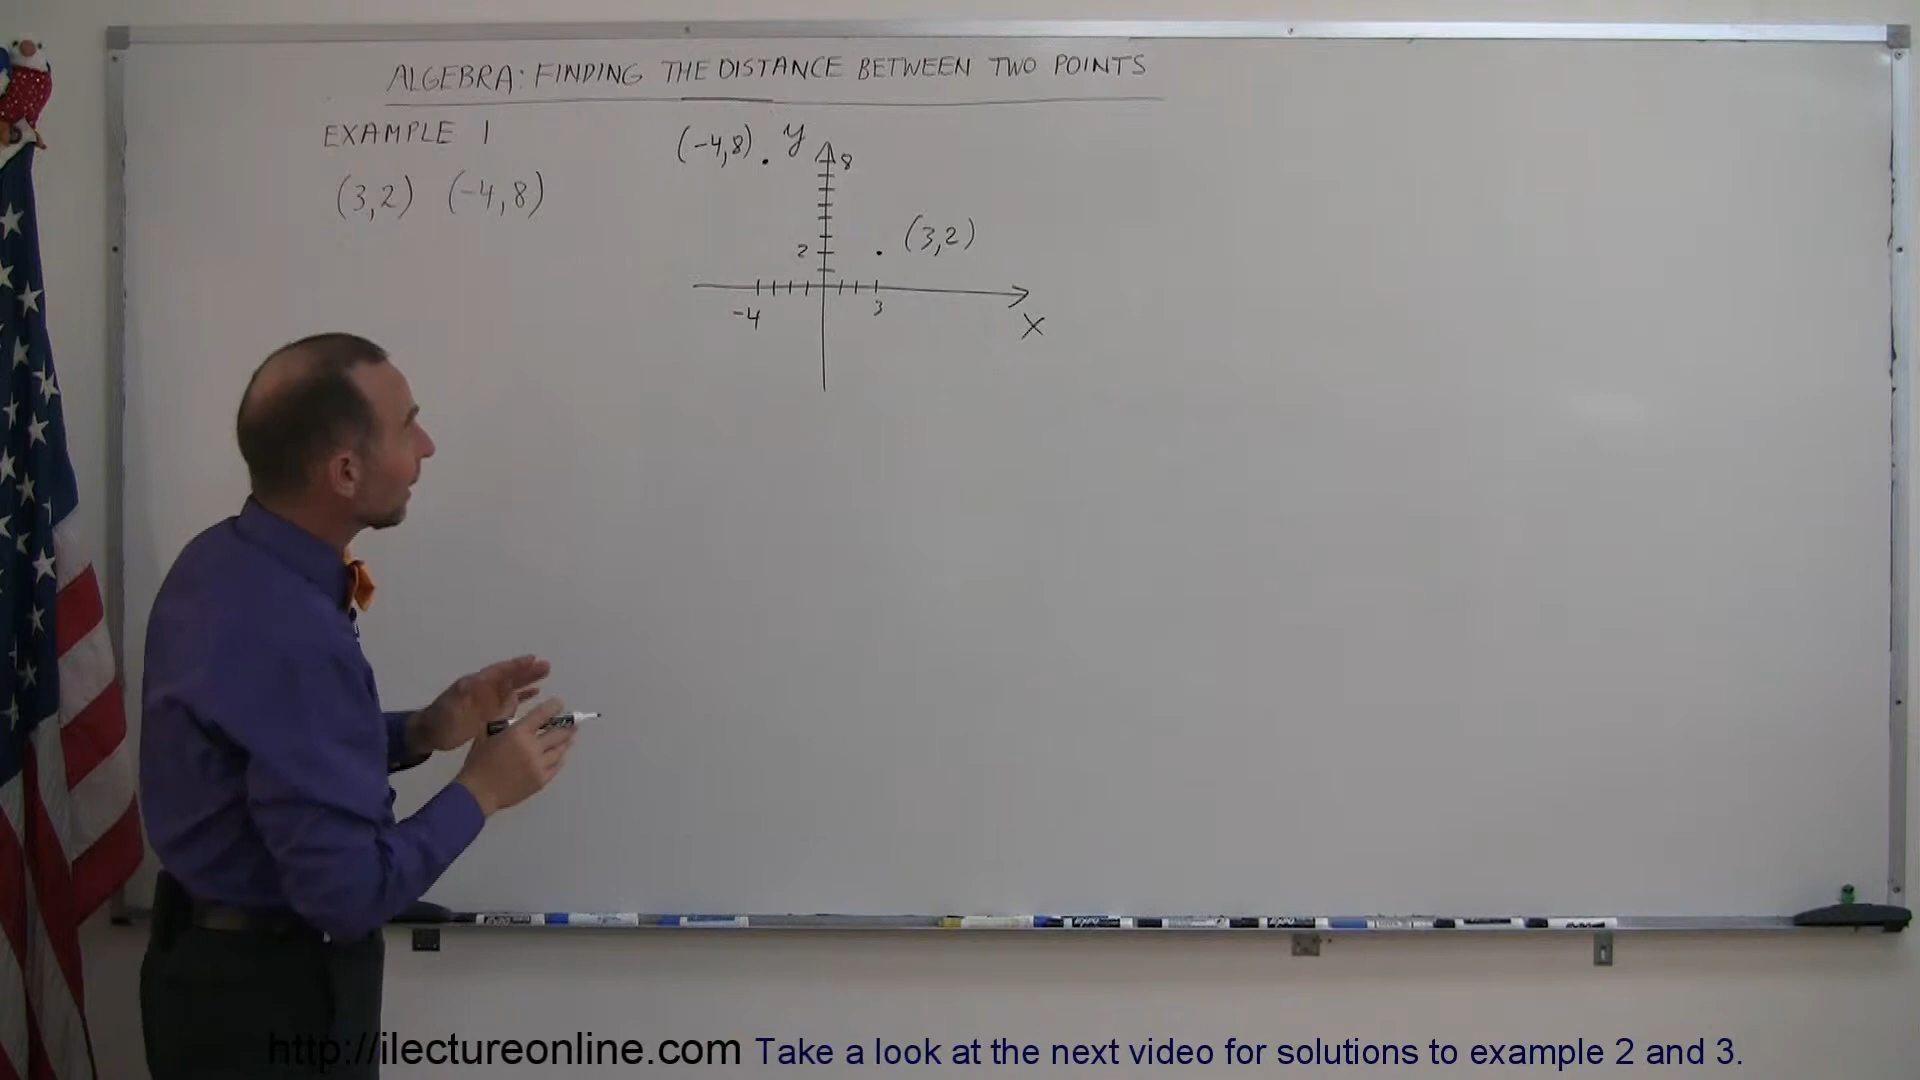 ALGEBRA: FINDING THE DISTANCE BETWEEN TWO POINTS
EXAMPLE 1
(3,2) (-4,8)
(-4,8) y
8
(3,2)
2
-4 3
X
http://ilectureonline.com Take a look at the next video for solutions to example 2 and 3.